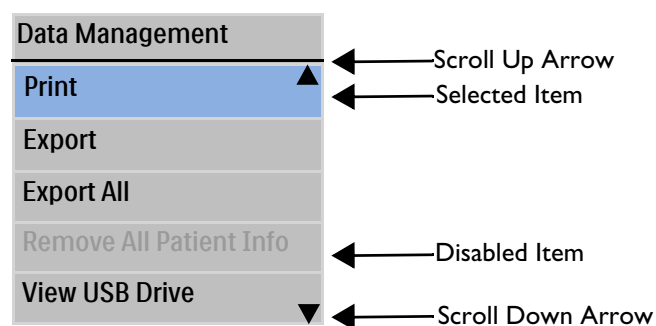 Data Management
Scroll Up Arrow
Print
Selected Item
Export
Export All
Remove All Patient Info
Disabled Item
View USB Drive
Scroll Down Arrow